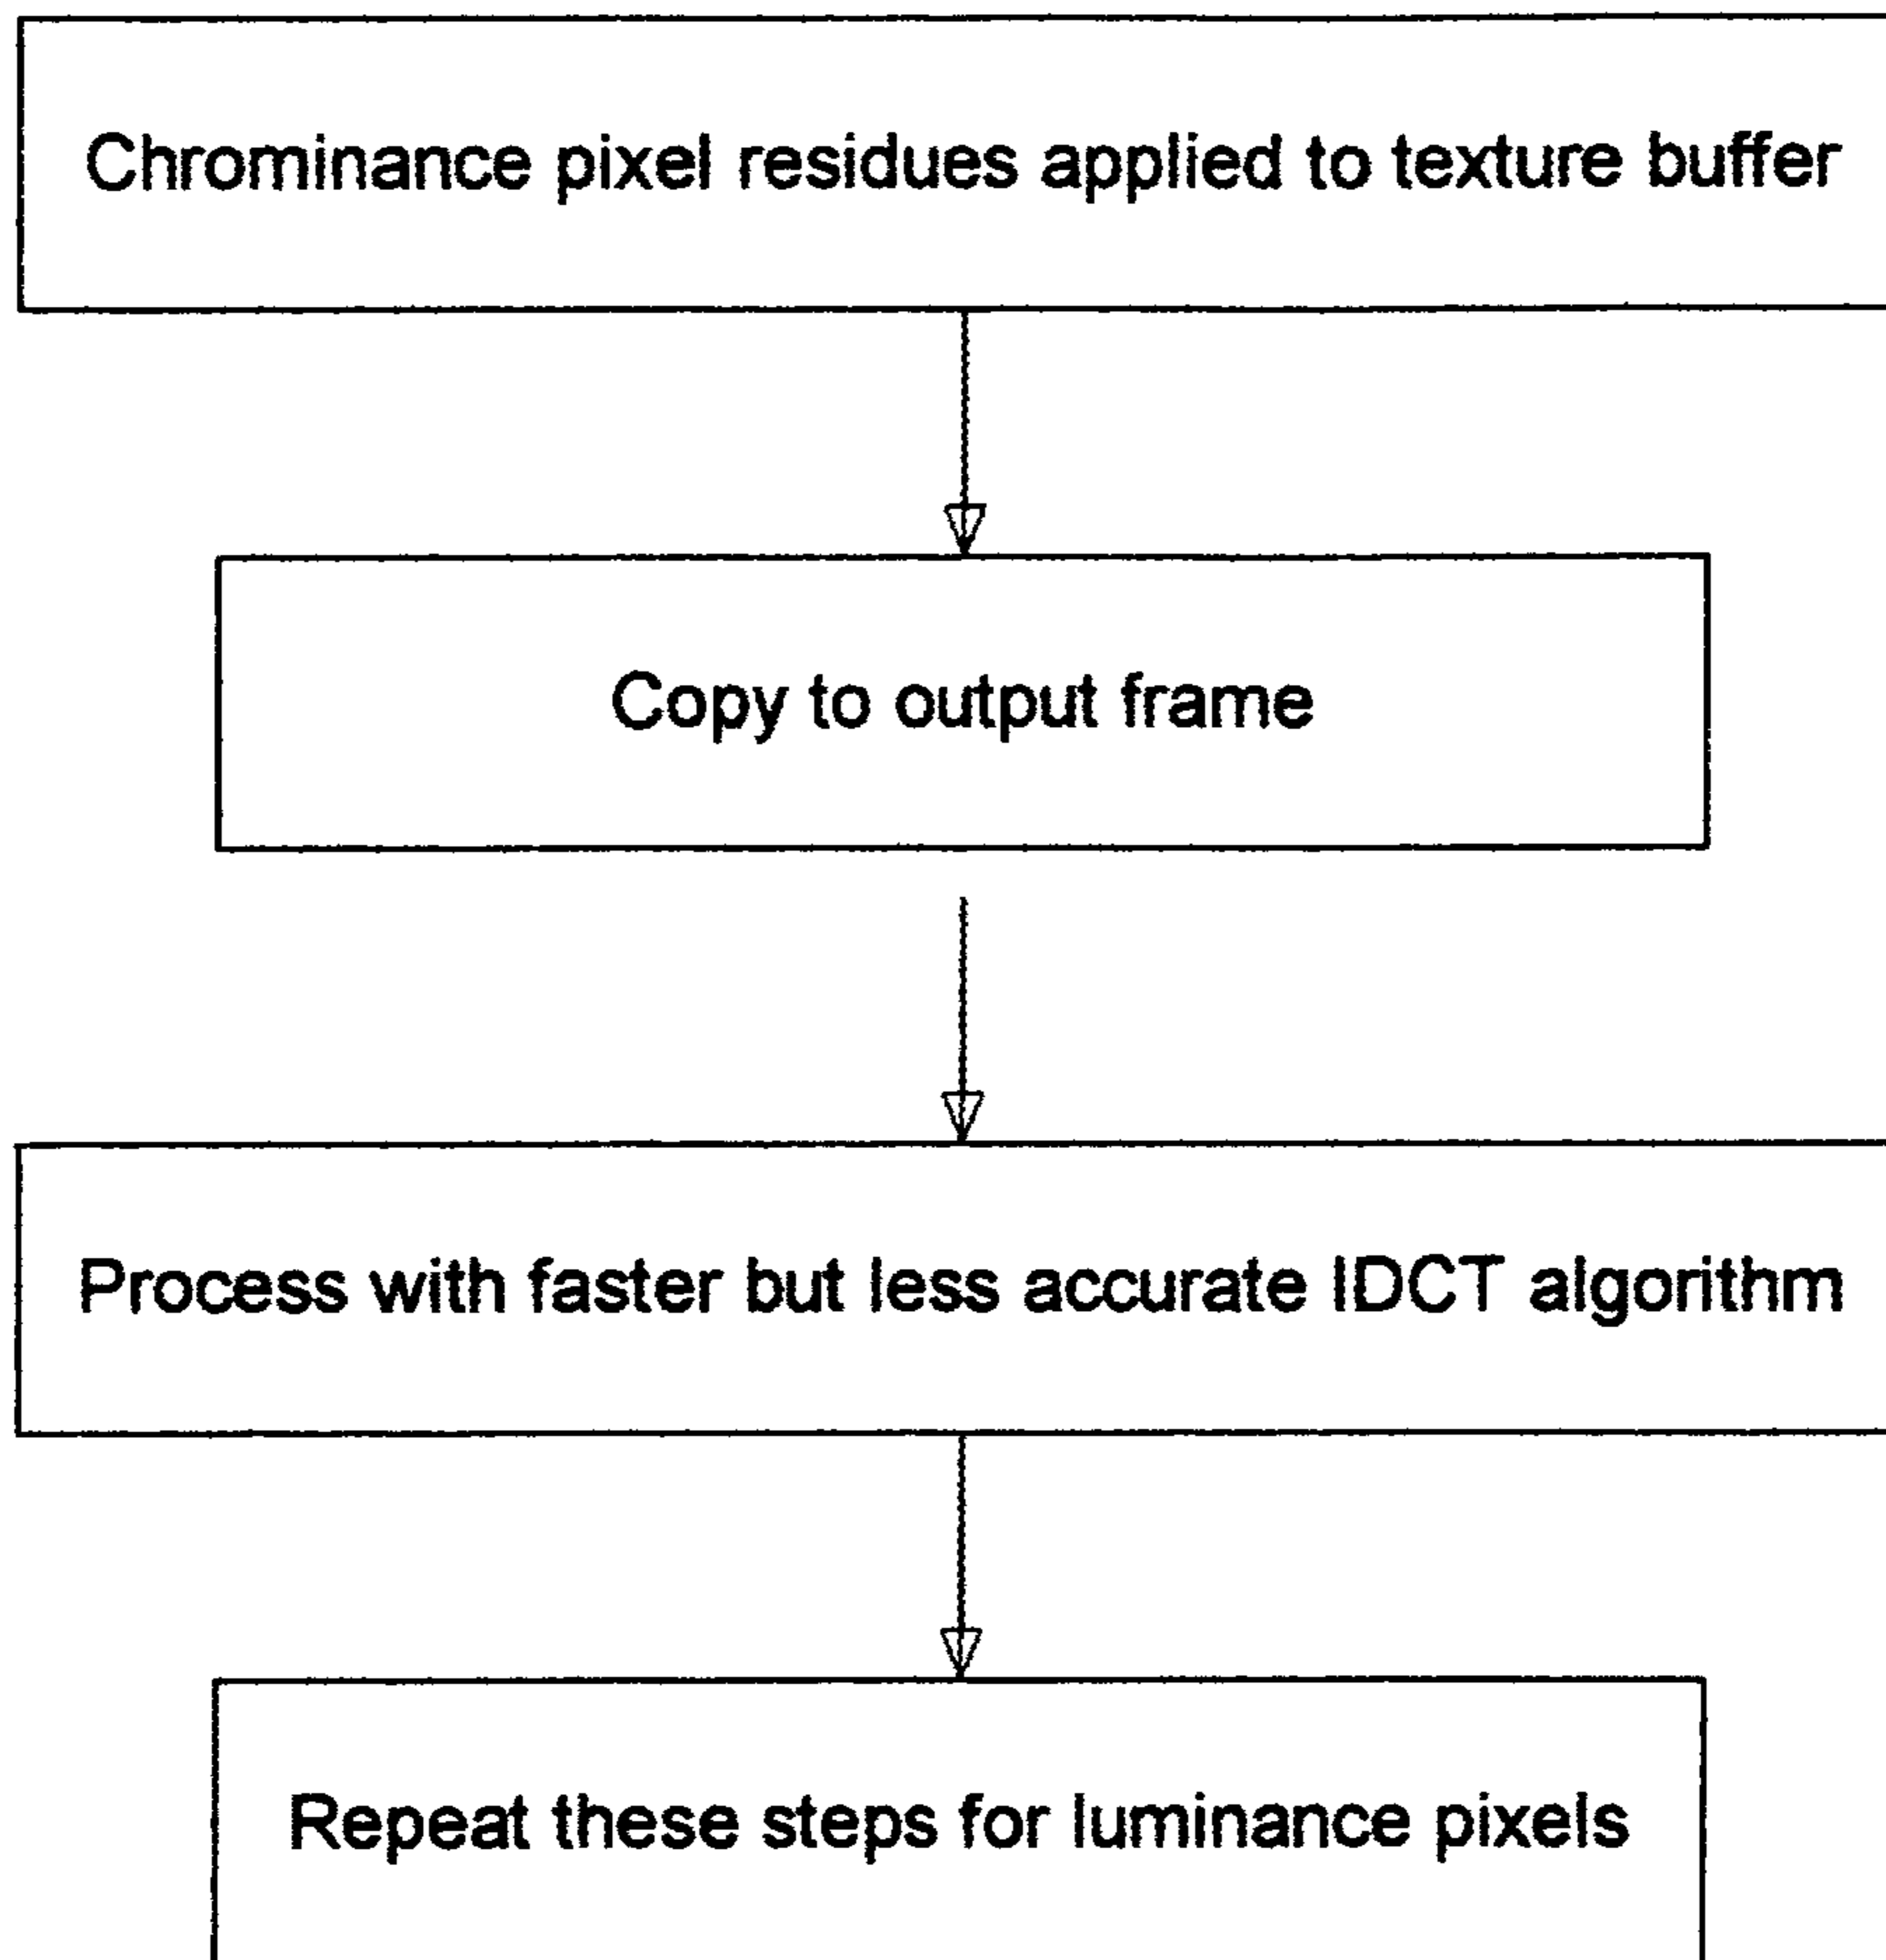 Chrominance pixel residues applied to texture buffer
Copy to output frame
Process with faster but less accurate IDCT algorithm
Repeat these steps for luminance pixels